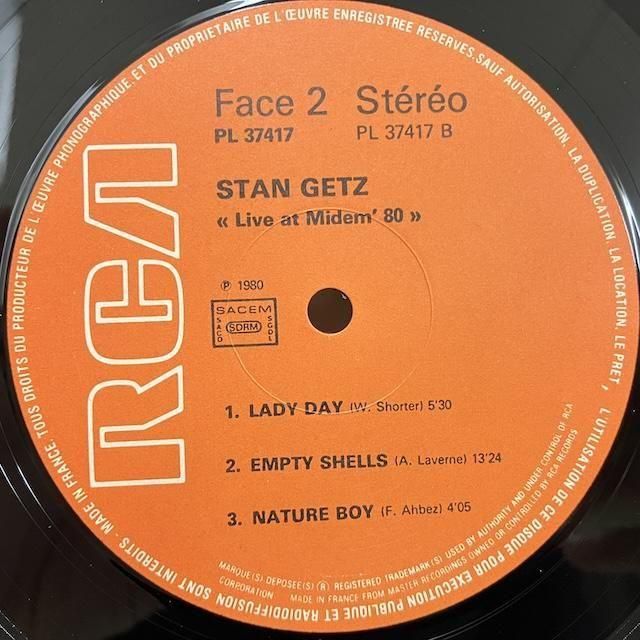 MADE IN FRANCE. TOUS DROITS DU PRODUCTEUR DE L'ŒUVRE PHONOGRAPHIQUE.ET DU PROPRIETAIRE DE L'ŒUVRE ENREGISTREE RESERVES.SAUF AUTORISATION. LA DUPLICATION. LA LOCATION. LE PRET, L'UTILISATION DE CE DISQUE POUR EXECUTION PUBLIQUE ET RADIODIFFUSION SONT INTERDITS -
RCA
Face 2 Stéréo
PL 37417 PL 37417 B
STAN GETZ
« Live at Midem' 80 »
℗ 1980
SACEM
SACD SDRM SGDL
1. LADY DAY (W. Shorter) 5'30
2. EMPTY SHELLS (A. Laverne) 13'24
3. NATURE BOY (F. Ahbez) 4'05
MARQUE(S) DEPOSEE(S) ® REGISTERED TRADEMARK(S) USED BY AUTHORITY AND UNDER CONTROL OF RCA
CORPORATION MADE IN FRANCE FROM MASTER RECORDINGS OWNED OR CONTROLLED BY RCA RECORDS